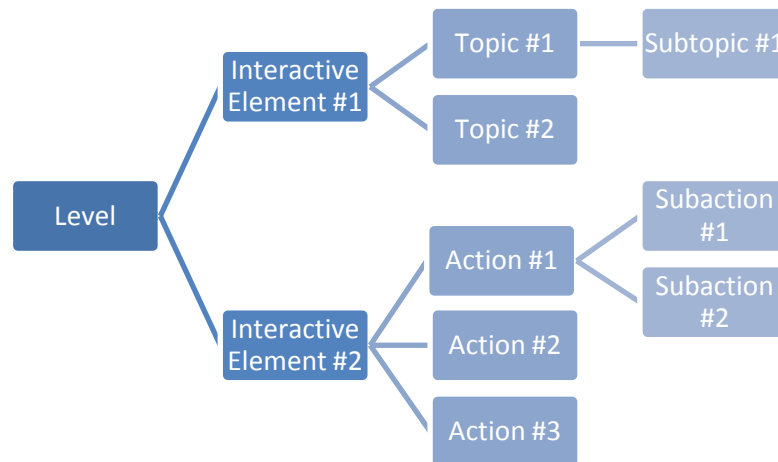 Topic #1
Subtopic #1
Interactive
Element #1
Topic #2
Level
Subaction
#1
Action #1
Subaction
#2
Interactive
Element #2
Action #2
Action #3